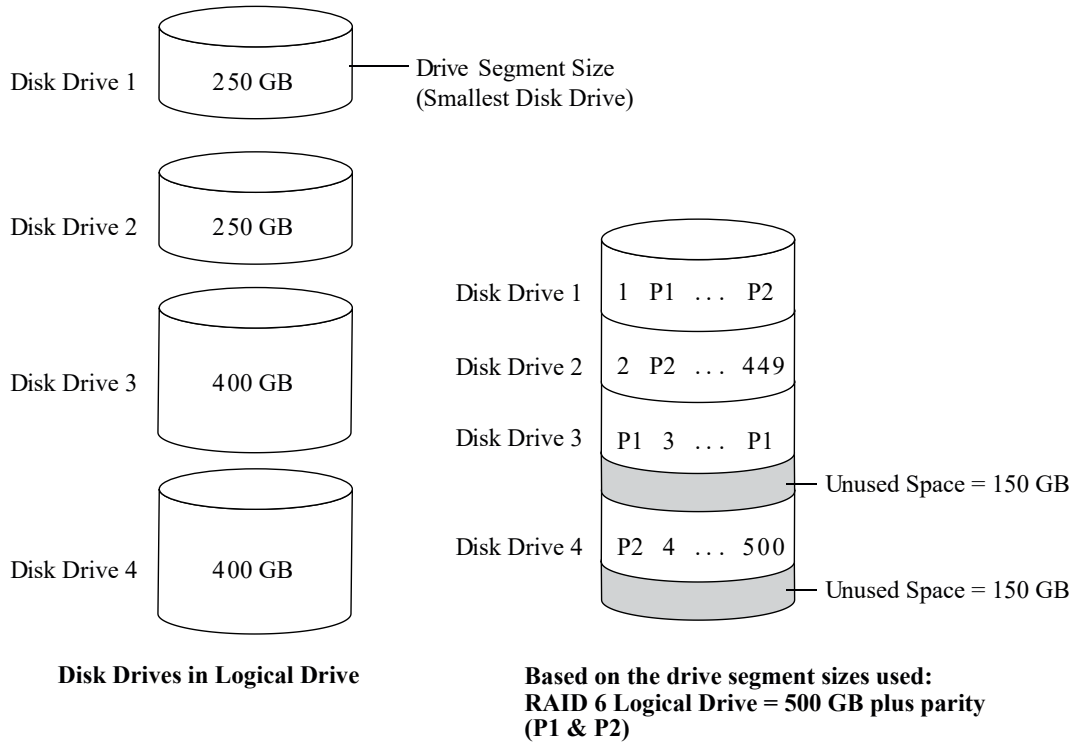 Disk Drive 1
250 GB
Drive Segment Size
(Smallest Disk Drive)
Disk Drive 2
250 GB
Disk Drive 3
400 GB
Disk Drive 4
400 GB
Disk Drives in Logical Drive
Disk Drive 1
1 P1 ... P2
Disk Drive 2
2 P2 ... 449
Disk Drive 3
P1 3 ... P1
Unused Space = 150 GB
Disk Drive 4
P2 4 ... 500
Unused Space = 150 GB
Based on the drive segment sizes used:
RAID 6 Logical Drive = 500 GB plus parity
(P1 & P2)